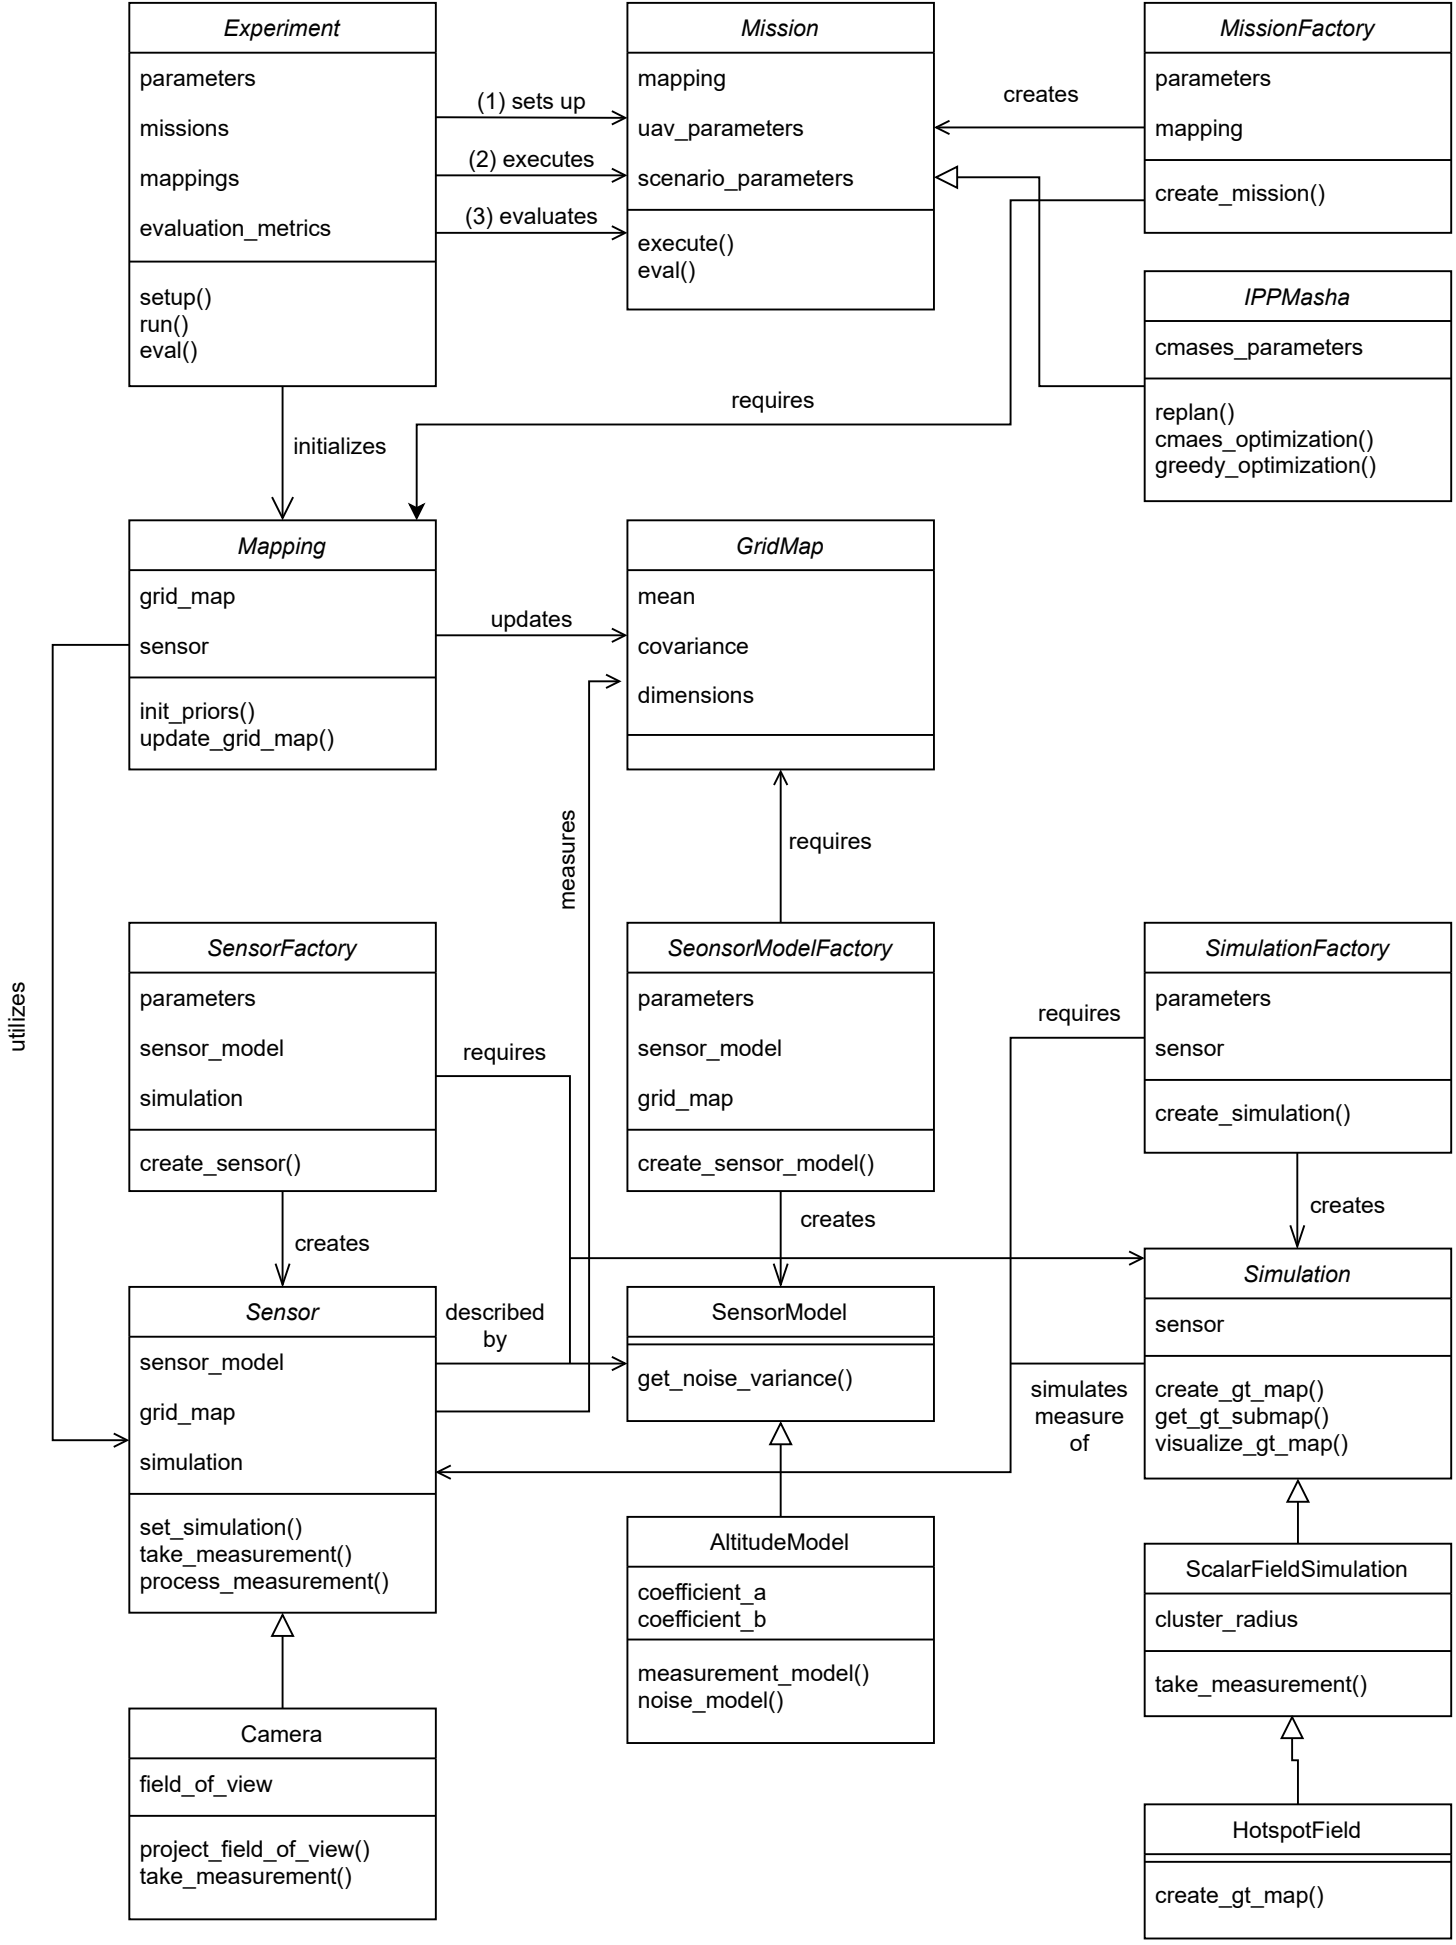 Experiment
parameters
missions
mappings
evaluation_metrics
setup()
run()
eval()
(1) sets up
(2) executes
(3) evaluates
Mission
mapping
uav_parameters
scenario_parameters
execute()
eval()
creates
MissionFactory
parameters
mapping
create_mission()
IPPMasha
cmases_parameters
replan()
cmaes_optimization()
greedy_optimization()
requires
initializes
Mapping
grid_map
sensor
init_priors()
update_grid_map()
updates
GridMap
mean
covariance
dimensions
measures
requires
utilizes
SensorFactory
parameters
sensor_model
simulation
create_sensor()
requires
SeonsorModelFactory
parameters
sensor_model
grid_map
create_sensor_model()
requires
SimulationFactory
parameters
sensor
create_simulation()
creates
creates
creates
Sensor
sensor_model
grid_map
simulation
set_simulation()
take_measurement()
process_measurement()
described
by
SensorModel
get_noise_variance()
simulates
measure
of
Simulation
sensor
create_gt_map()
get_gt_submap()
visualize_gt_map()
AltitudeModel
coefficient_a
coefficient_b
measurement_model()
noise_model()
ScalarFieldSimulation
cluster_radius
take_measurement()
Camera
field_of_view
project_field_of_view()
take_measurement()
HotspotField
create_gt_map()